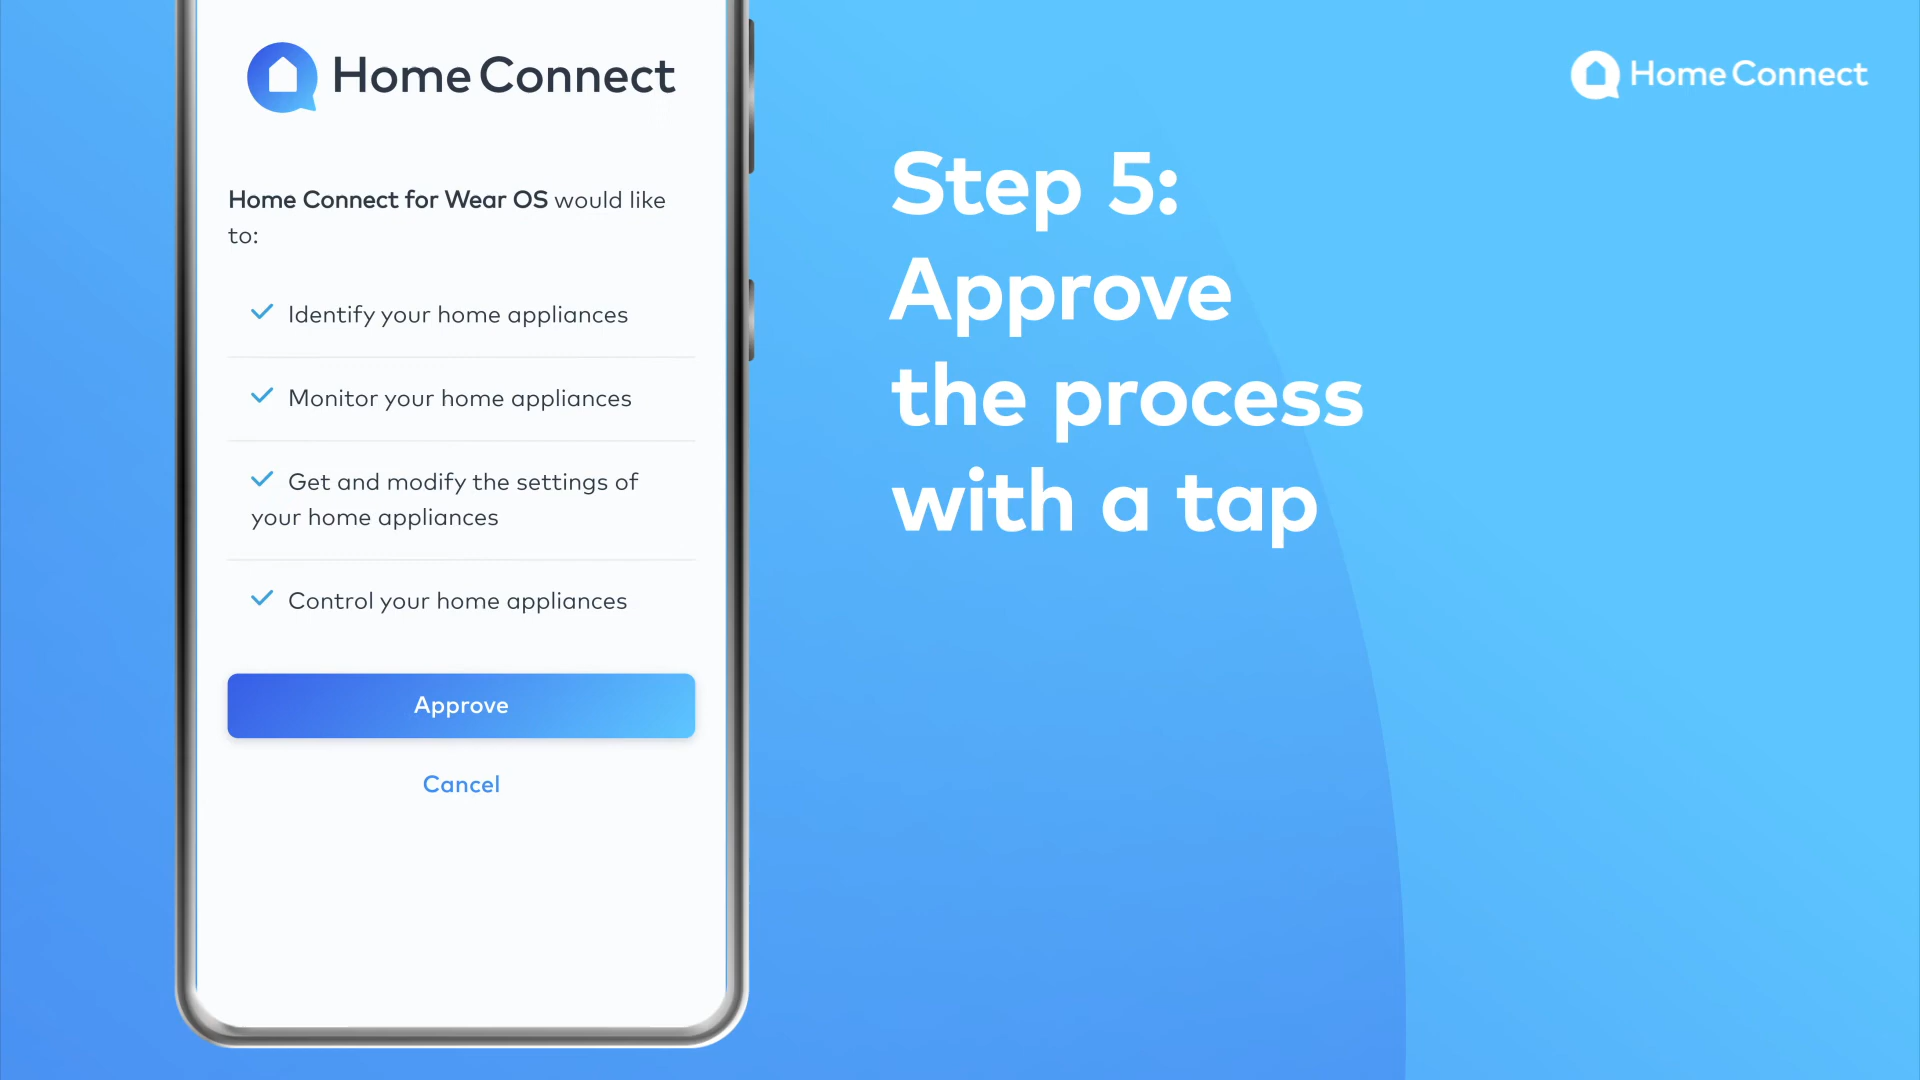 Home Connect
Home Connect for Wear OS would like
to:
Identify your home appliances
Monitor your home appliances
Get and modify the settings of
your home appliances
Control your home appliances
Approve
Cancel
Home Connect
Step 5:
Approve
the process
with a tap